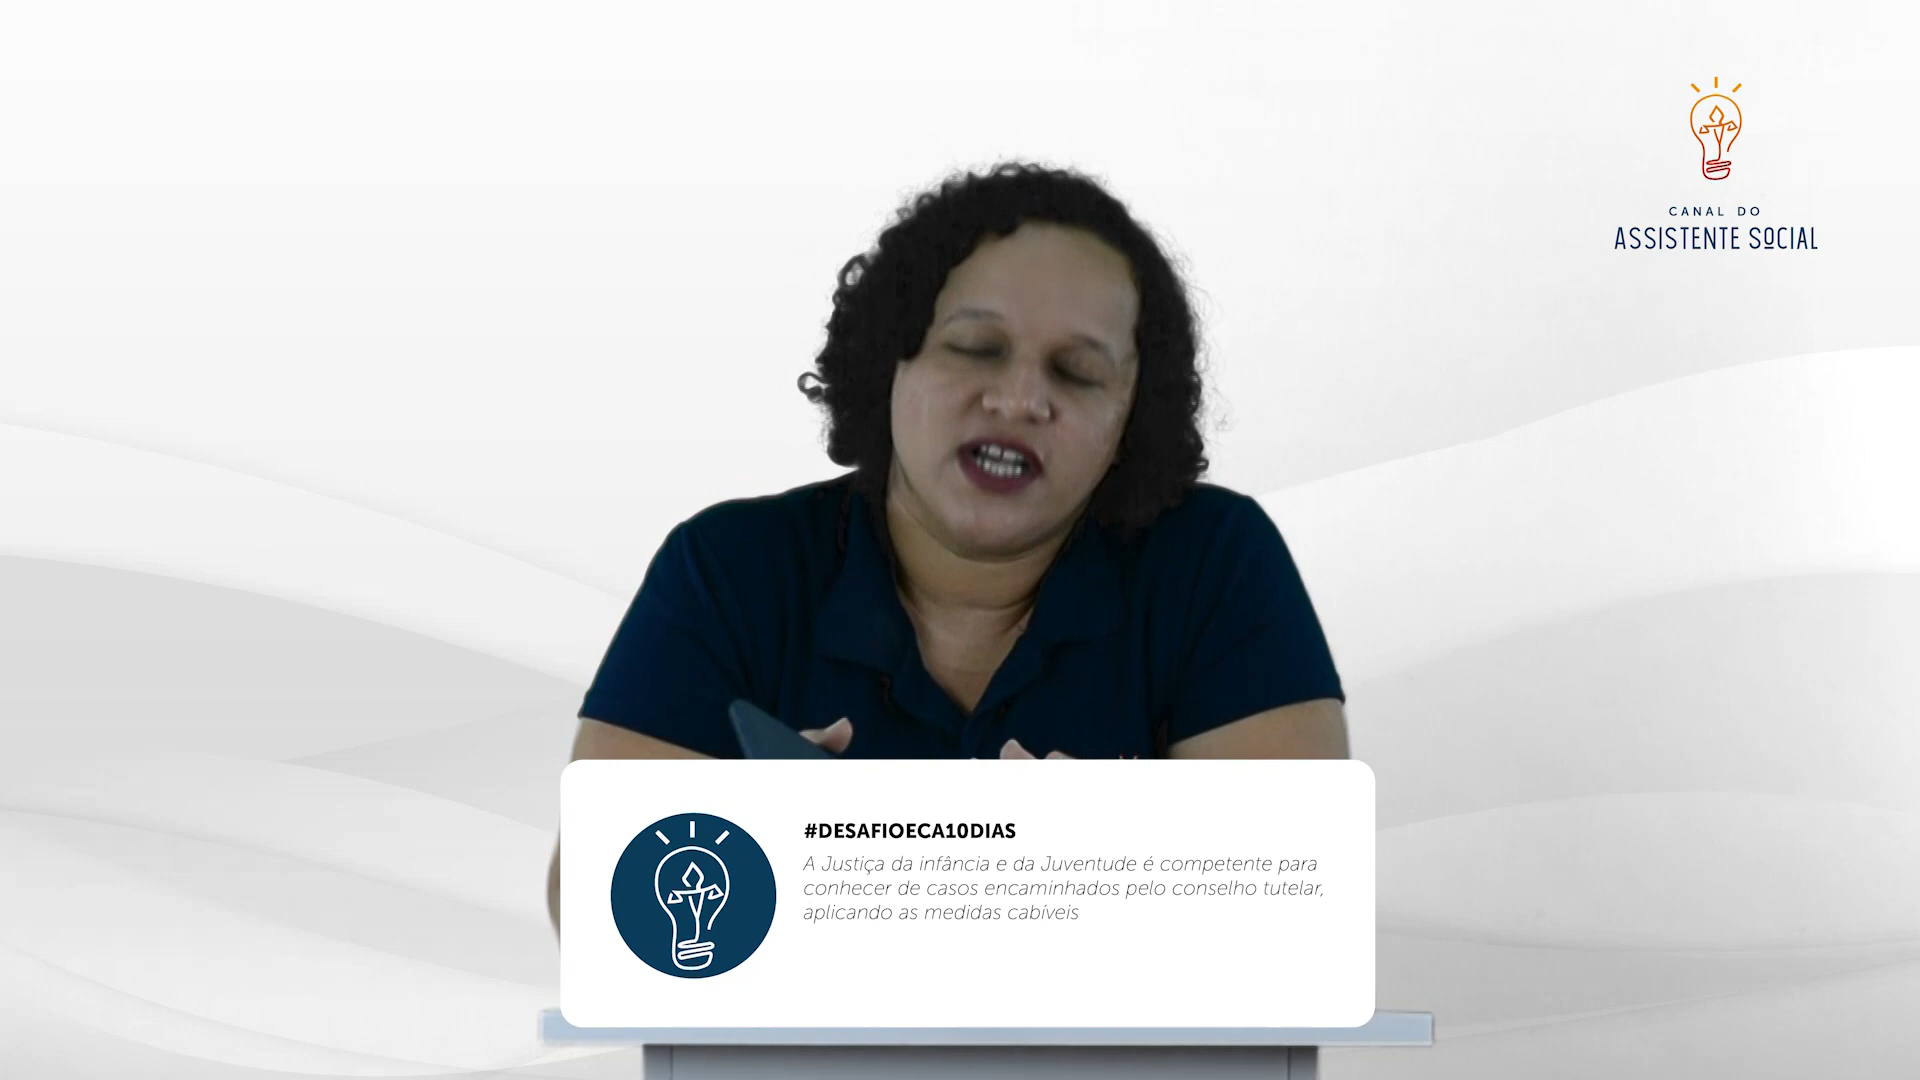 CANAL DO
ASSISTENTE SOCIAL
#DESAFIOECA10DIAS
A Justiça da infância e da Juventude é competente para
conhecer de casos encaminhados pelo conselho tutelar,
aplicando as medidas cabíveis